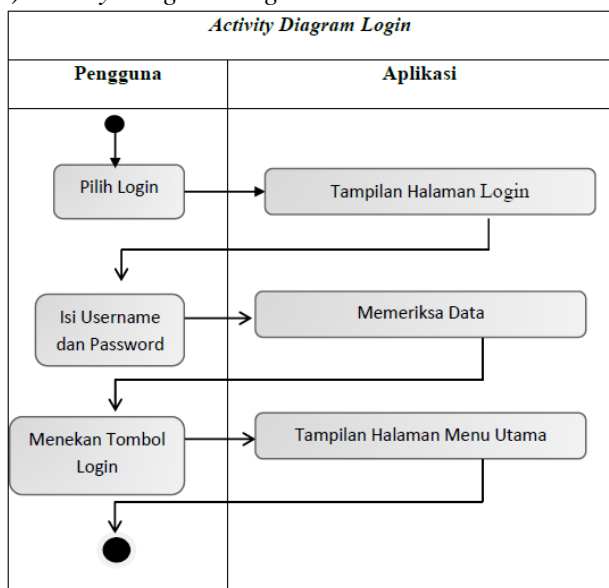 Activity Diagram Login
Pengguna
Aplikasi
Pilih Login
Tampilan Halaman Login
Isi Username
dan Password
Memeriksa Data
Menekan Tombol
Login
Tampilan Halaman Menu Utama